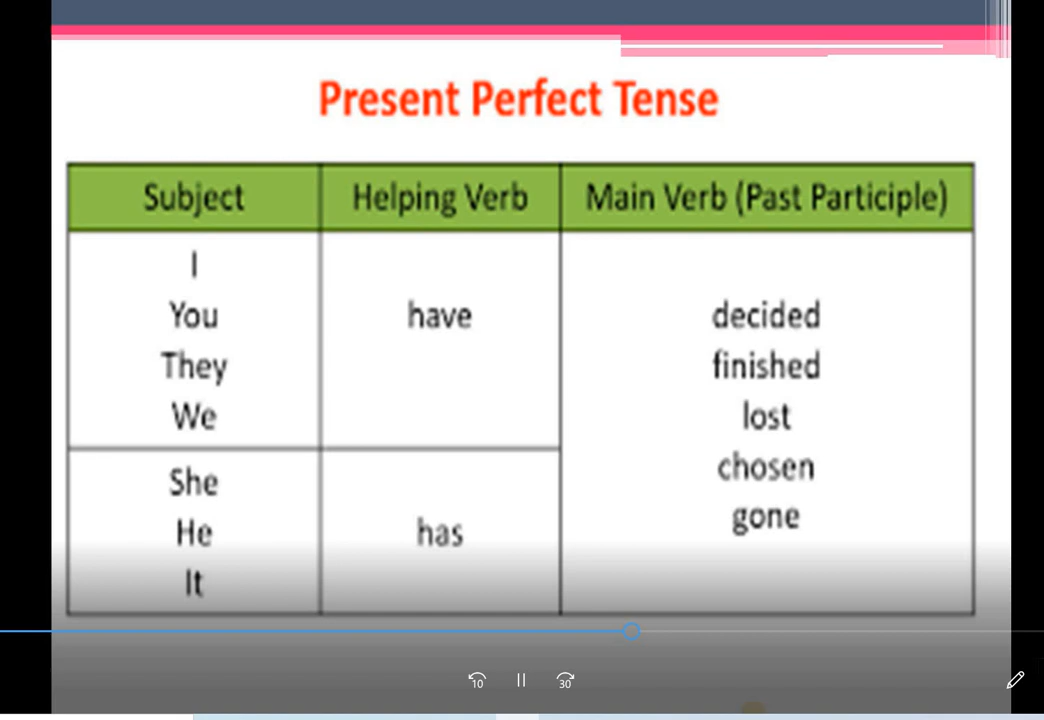 Present Perfect Tense
Subject Helping Verb Main Verb (Past Participle)
I
You have decided
They finished
We lost
She chosen
gone
He has
It
10 30